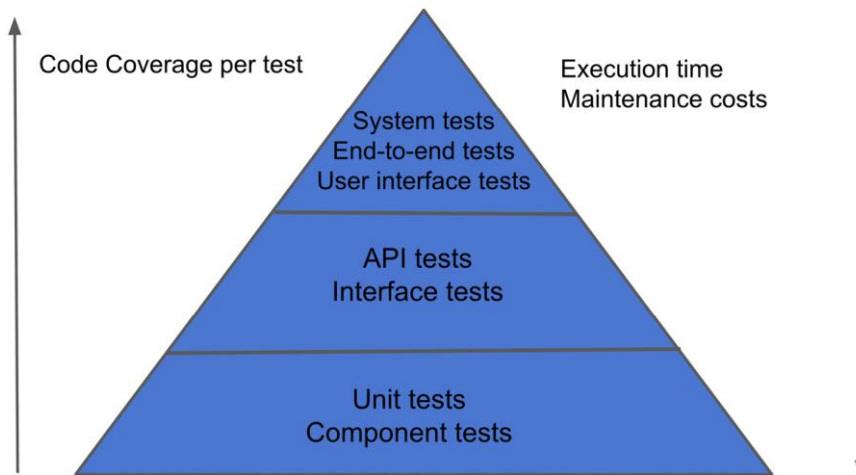 Code Coverage per test
Execution time
Maintenance costs
System tests
End-to-end tests
User interface tests
API tests
Interface tests
Unit tests
Component tests